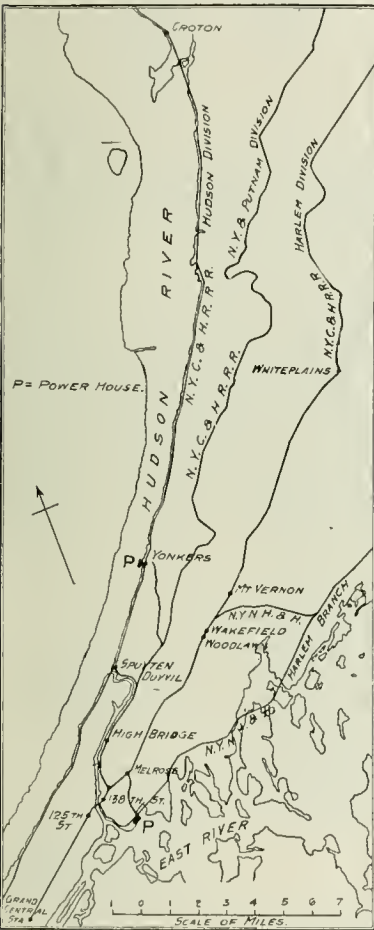 CROTON
HUDSON DIVISION
N.Y. & PUTNAM DIVISION
HARLEM DIVISION
RIVER
N.Y.C. & H.R.R.R.
N.Y.C. & H.R.R.R.
N.Y.C. & H.R.R.R.
WHITEPLAINS
P = POWER HOUSE.
HUDSON
P
YONKERS
MT VERNON
N.Y.N.H. & H.
HARLEM BRANCH
WAKEFIELD
WOODLAWN
SPUYTEN
DUYVIL
HIGH BRIDGE
N.Y.N.H. & H.
MELROSE
138TH ST.
125TH
ST
P
EAST RIVER
GRAND
CENTRAL
STA
1 0 1 2 3 4 5 6 7
SCALE OF MILES.